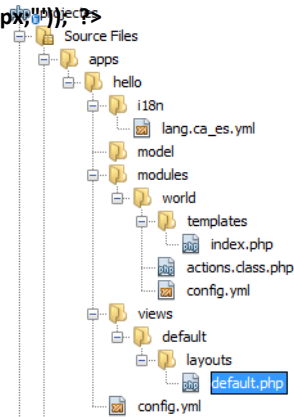 Source Files
apps
hello
i18n
lang.ca_es.yml
model
modules
world
templates
index.php
actions.class.php
config.yml
views
default
layouts
default.php
config.yml